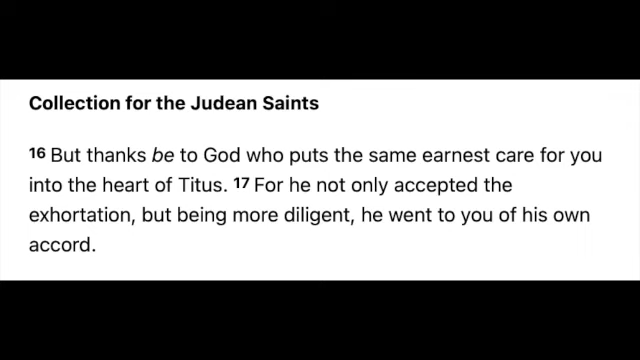 Collection for the Judean Saints
16 But thanks be to God who puts the same earnest care for you
into the heart of Titus. 17 For he not only accepted the
exhortation, but being more diligent, he went to you of his own
accord.